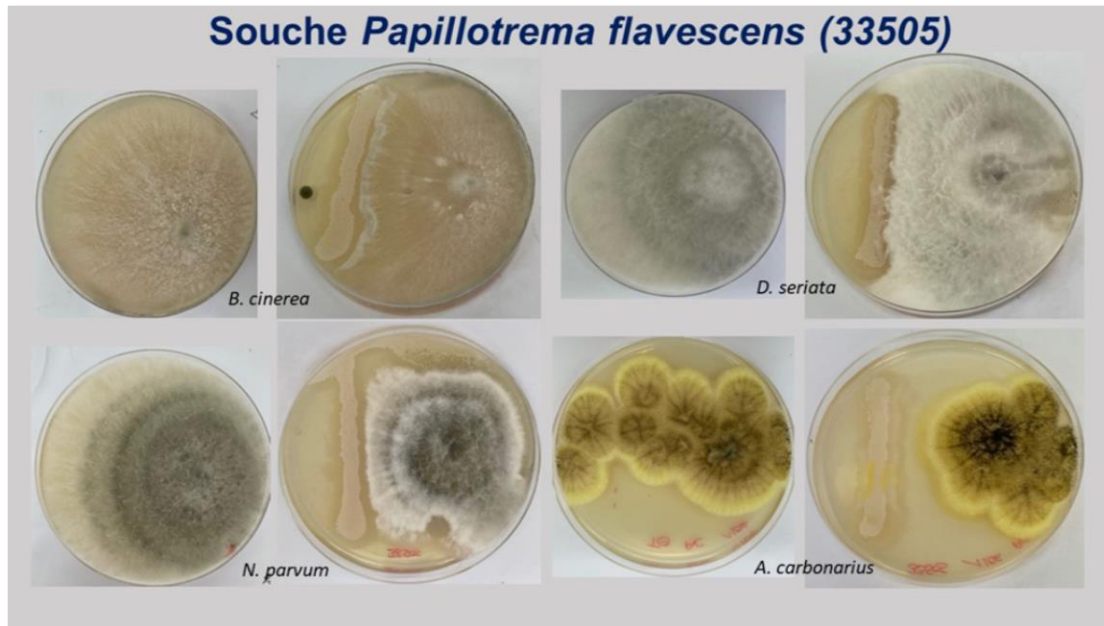 Souche Papillotrema flavescens (33505)
B. cinerea
D. seriata
N. parvum
A. carbonarius